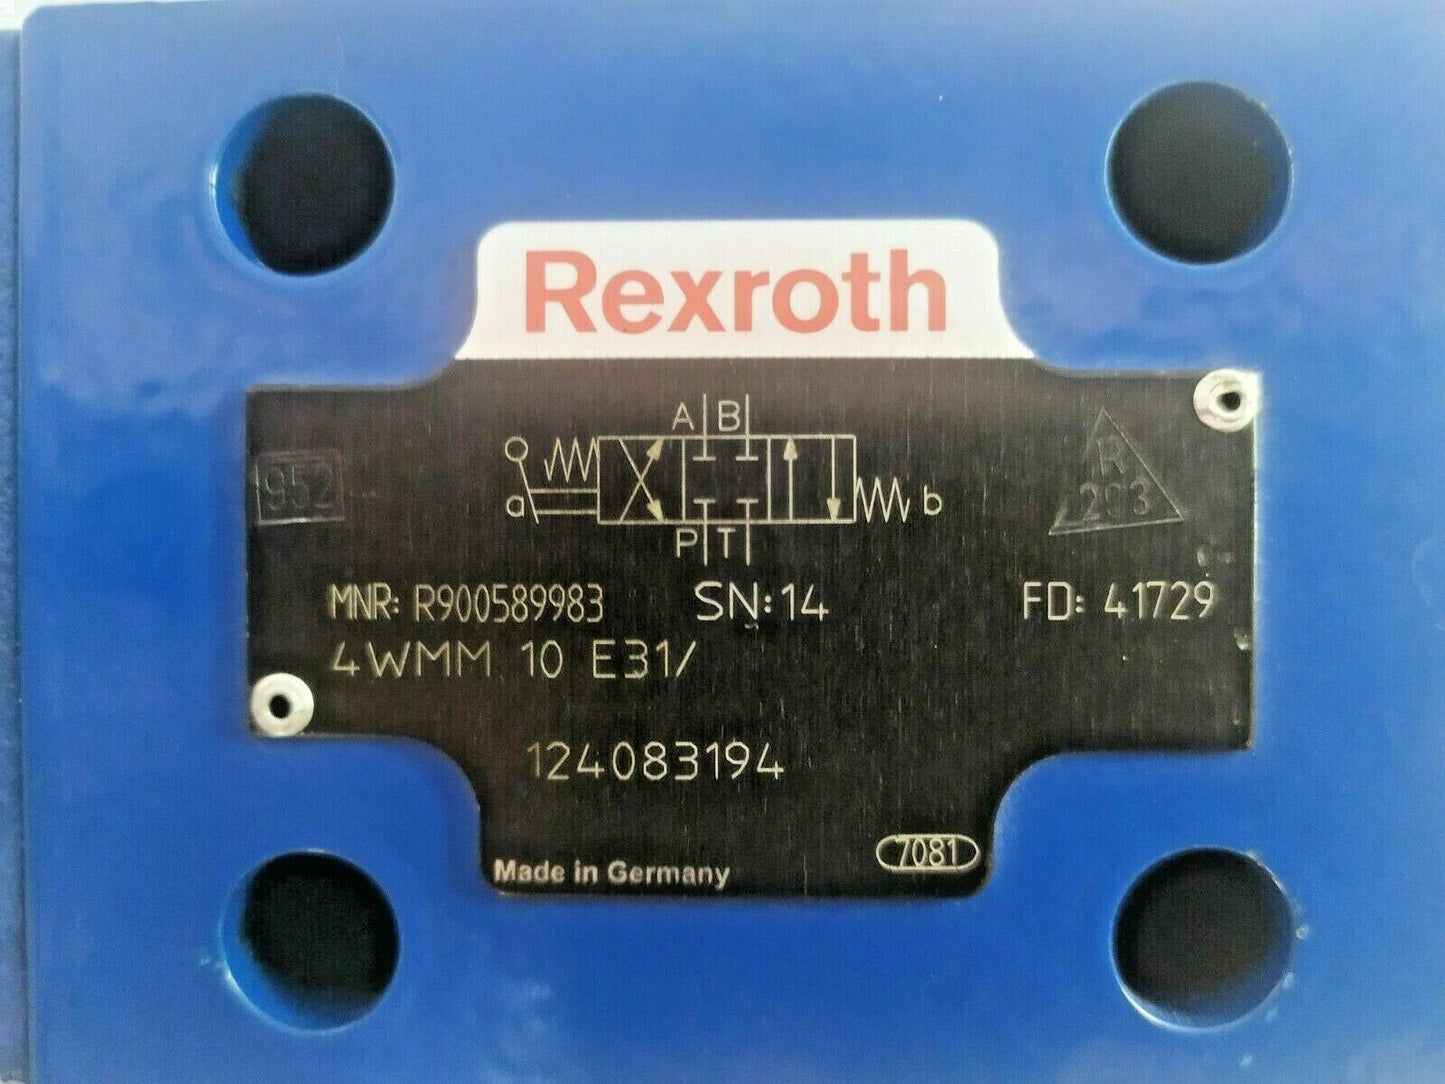 Rexroth
A B
952
R
293
a
b
P T
MNR: R900589983 SN: 14 FD: 41729
4WMM 10 E31/
124083194
7081
Made in Germany